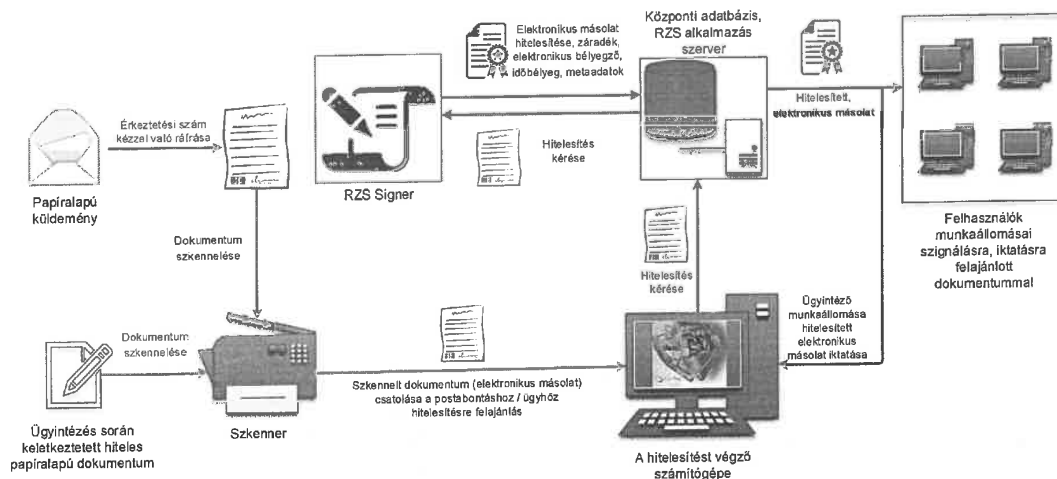 Elektronikus másolat
hitelesítése, záradék,
elektronikus bélyegző,
időbélyeg, metaadatok
Központi adatbázis,
RZS alkalmazás
szerver
Érkeztetési szám
kézzel való ráírása
Hitelesített,
elektronikus másolat
Hitelesítés
kérése
Papíralapú
küldemény
RZS Signer
Felhasználók
munkaállomásai
szignálásra, iktatásra
felajánlott
dokumentummal
Dokumentum
szkennelése
Hitelesítés
kérése
Dokumentum
szkennelése
Ügyintéző
munkaállomása
hitelesített
elektronikus
másolat iktatása
Szkennelt dokumentum (elektronikus másolat)
csatolása a postabontáshoz / ügyhöz
hitelesítésre felajánlás
Szkenner
Ügyintézés során
keletkeztetett hiteles
papíralapú dokumentum
A hitelesítést végző
számítógépe